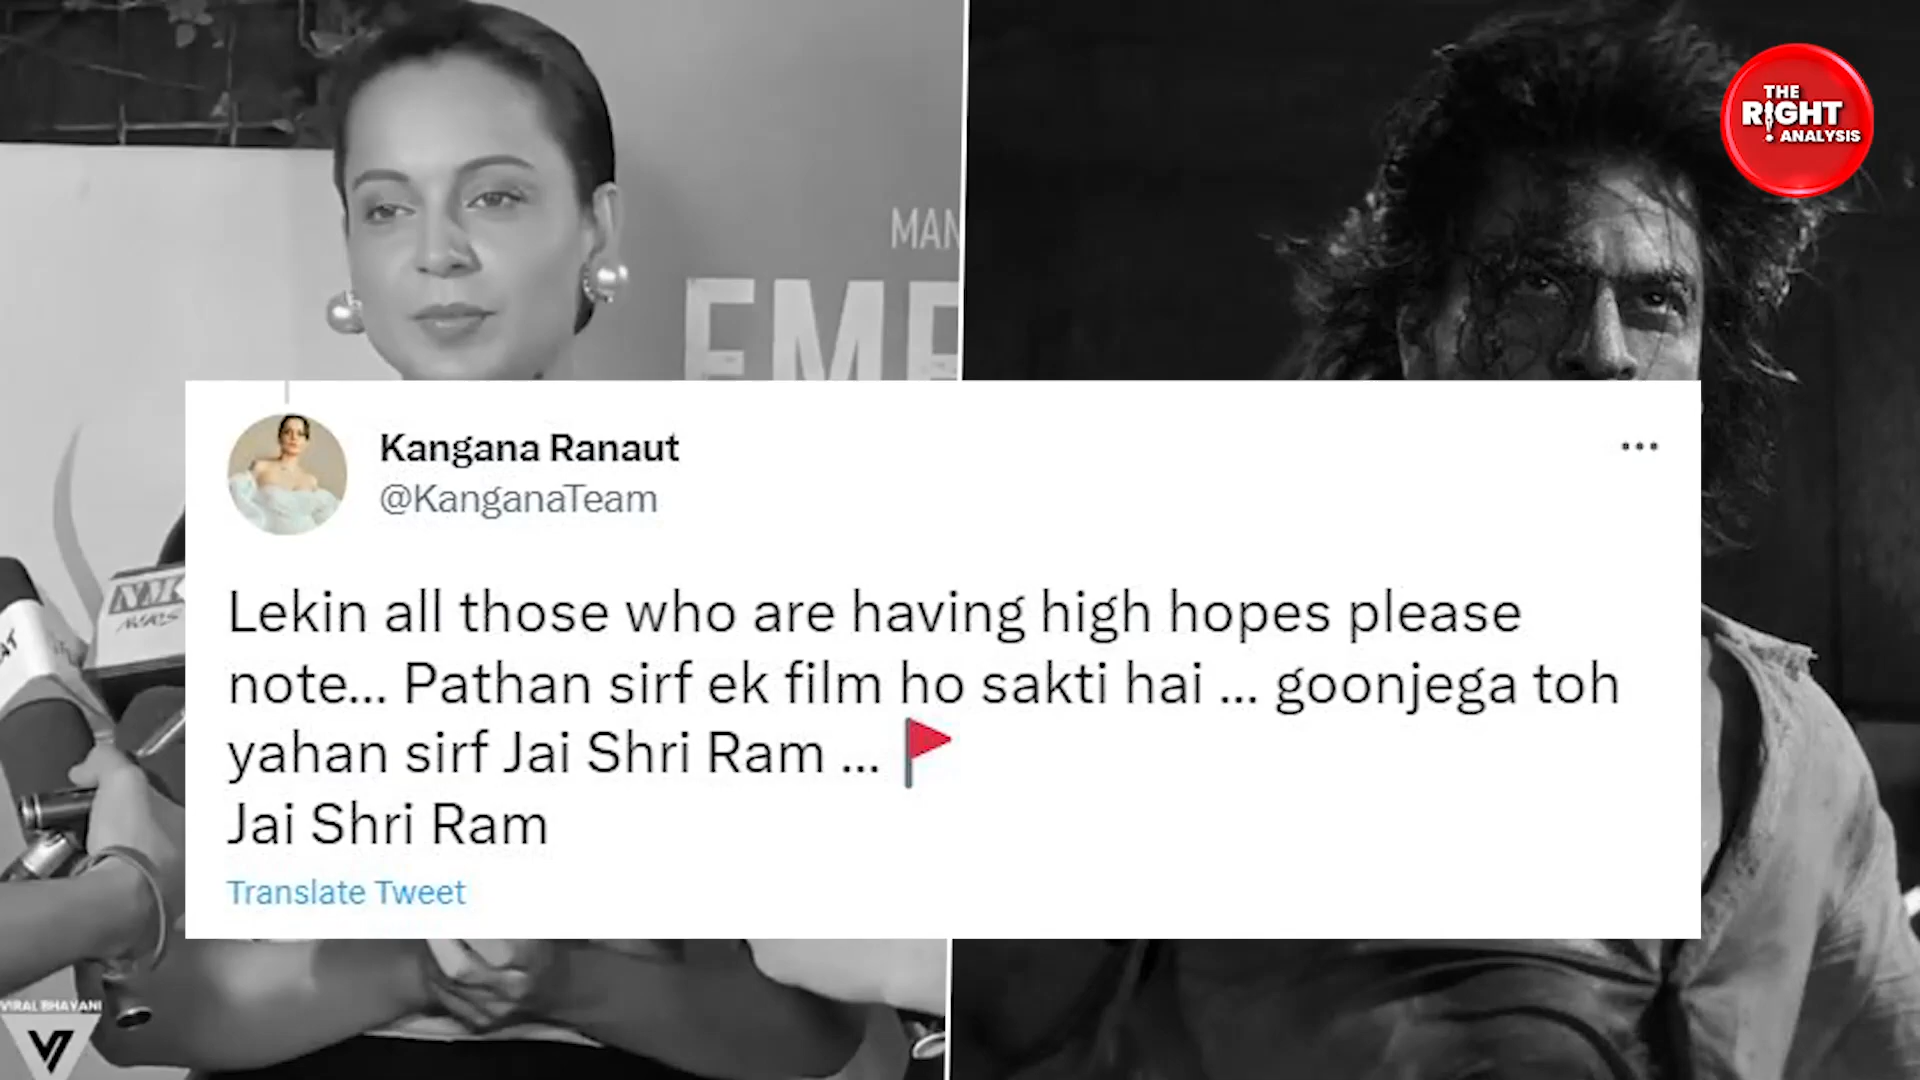 THE
RIGHT
ANALYSIS
MAN
EME
Kangana Ranaut
@KanganaTeam
Lekin all those who are having high hopes please
note... Pathan sirf ek film ho sakti hai ... goonjega toh
yahan sirf Jai Shri Ram ... 🚩
Jai Shri Ram
Translate Tweet
VIRAL BHAYANI